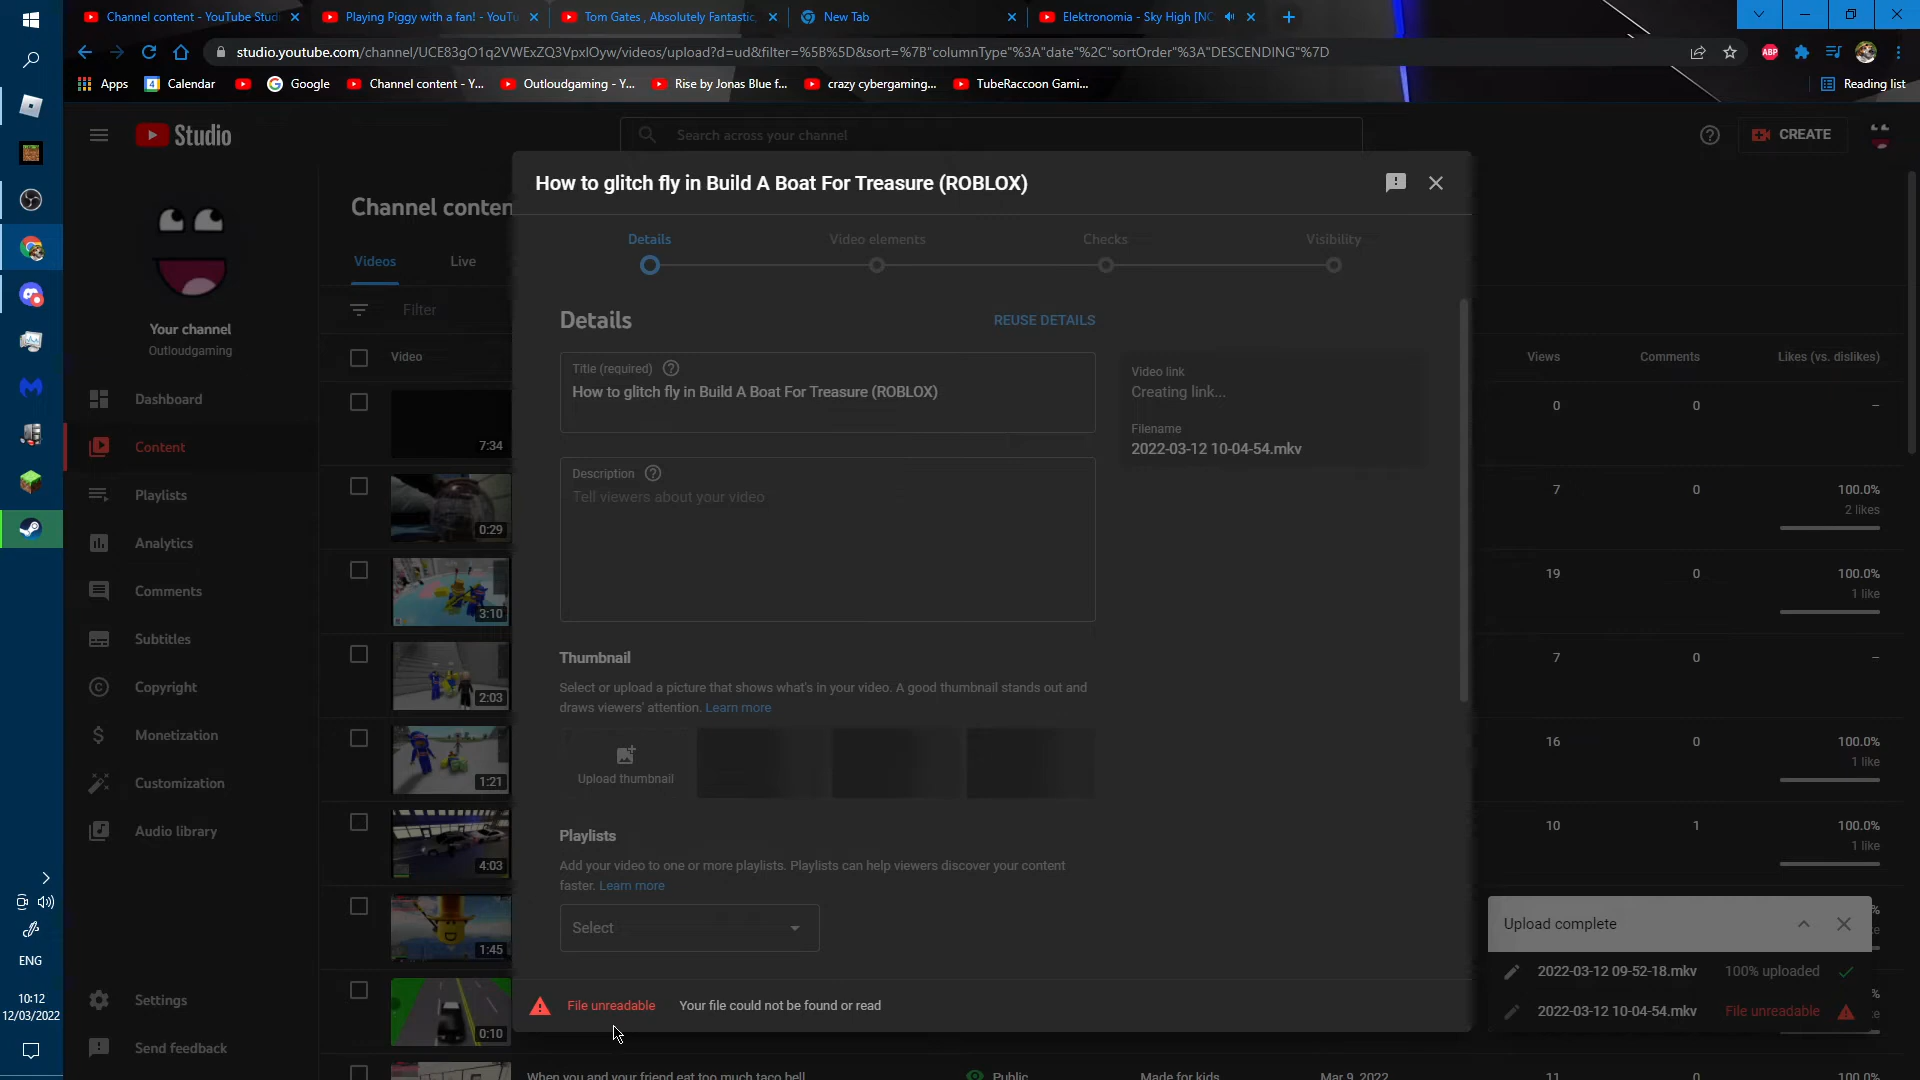 Channel content - YouTube Stud
Playing Piggy with a fan! - YouTu
Tom Gates , Absolutely Fantastic,
New Tab
Elektronomia - Sky High [NC
studio.youtube.com/channel/UCE83gO1q2VWExZQ3VpxIOyw/videos/upload?d=ud&filter=%5B%5D&sort=%7B"columnType"%3A"date"%2C"sortOrder"%3A"DESCENDING"%7D
ABP
Apps
4 Calendar
Google
Channel content - Y...
Outloudgaming - Y...
Rise by Jonas Blue f...
crazy cybergaming...
TubeRaccoon Gami...
Reading list
Studio
Search across your channel
CREATE
How to glitch fly in Build A Boat For Treasure (ROBLOX)
Channel conten
Details
Video elements
Checks
Visibility
Videos
Live
Filter
Video
Views
Comments
Likes (vs. dislikes)
Your channel
Outloudgaming
Dashboard
Content
Playlists
Analytics
Comments
Subtitles
Copyright
Monetization
Customization
Audio library
Settings
Send feedback
7:34
0:29
3:10
2:03
1:21
4:03
1:45
0:10
Details
REUSE DETAILS
Title (required)
How to glitch fly in Build A Boat For Treasure (ROBLOX)
Video link
Creating link...
Filename
2022-03-12 10-04-54.mkv
Description
Tell viewers about your video
Thumbnail
Select or upload a picture that shows what's in your video. A good thumbnail stands out and
draws viewers' attention. Learn more
Upload thumbnail
Playlists
Add your video to one or more playlists. Playlists can help viewers discover your content
faster. Learn more
Select
File unreadable
Your file could not be found or read
0 0 –
7 0 100.0%
2 likes
19 0 100.0%
1 like
7 0 –
16 0 100.0%
1 like
10 1 100.0%
1 like
Upload complete
2022-03-12 09-52-18.mkv 100% uploaded
2022-03-12 10-04-54.mkv File unreadable
When you and your friend eat too much taco bell
Public
Made for kids
Mar 9, 2022
11
0
100.0%
ENG
10:12
12/03/2022